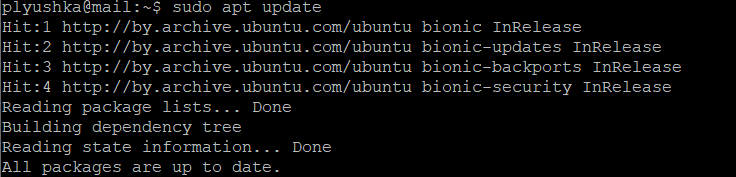 plyushka@mail:~$ sudo apt update
Hit:1 http://by.archive.ubuntu.com/ubuntu bionic InRelease
Hit:2 http://by.archive.ubuntu.com/ubuntu bionic-updates InRelease
Hit:3 http://by.archive.ubuntu.com/ubuntu bionic-backports InRelease
Hit:4 http://by.archive.ubuntu.com/ubuntu bionic-security InRelease
Reading package lists... Done
Building dependency tree
Reading state information... Done
All packages are up to date.